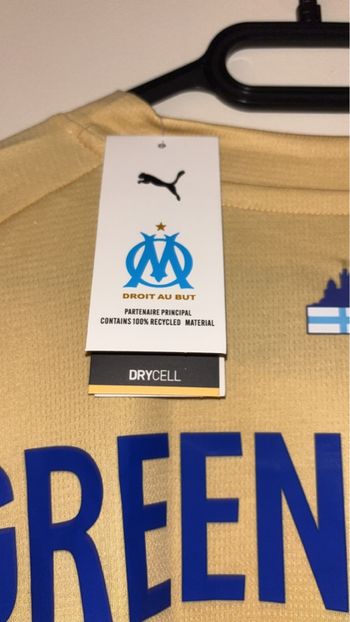 DROIT AU BUT
PARTENAIRE PRINCIPAL
CONTAINS 100% RECYCLED MATERIAL
DRYCELL
GREEN